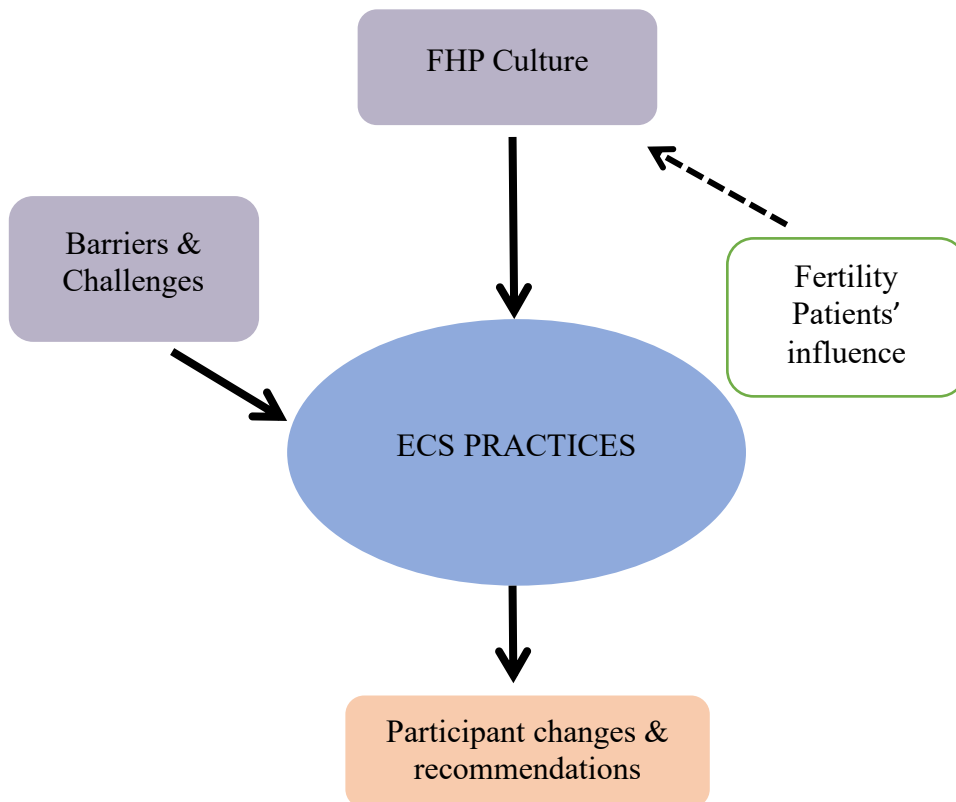 FHP Culture
Barriers &
Challenges
Fertility
Patients’
influence
ECS PRACTICES
Participant changes &
recommendations